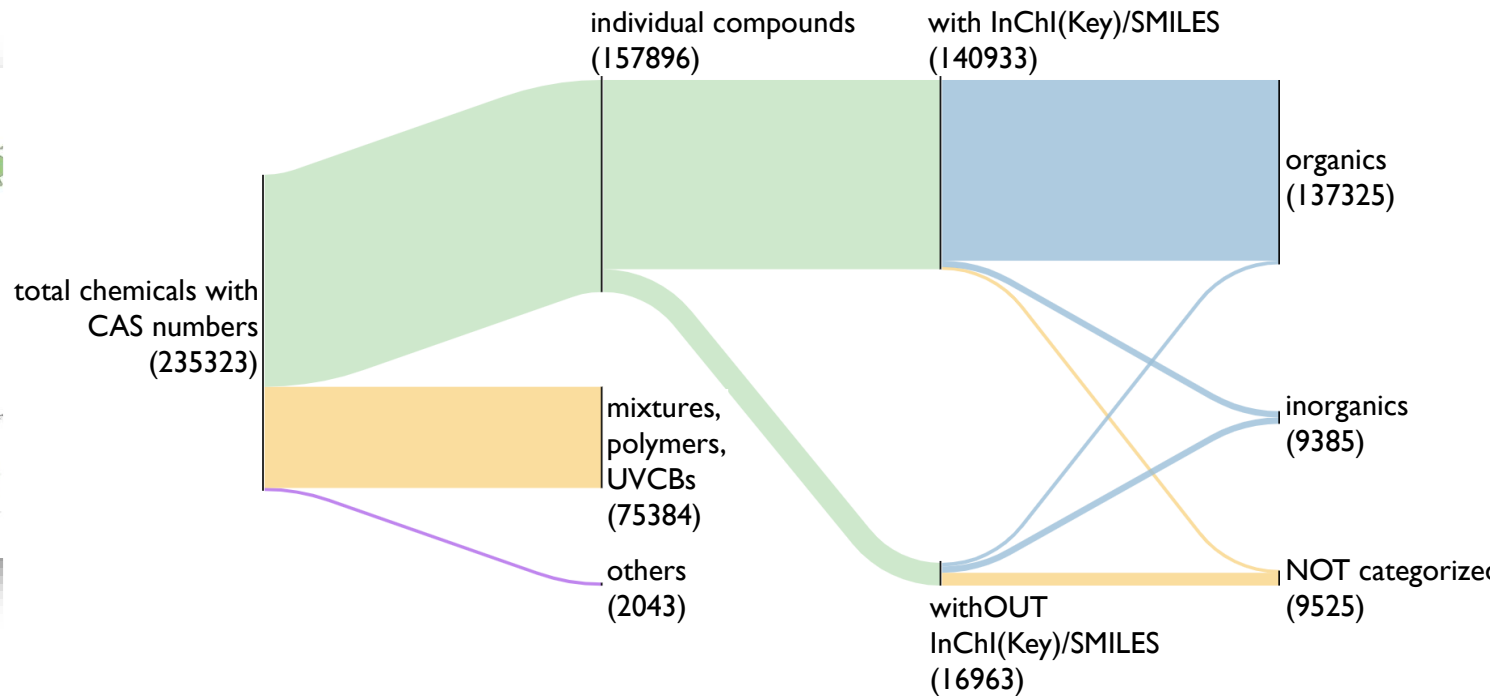 individual compounds
(157896)
with InChI(Key)/SMILES
(140933)
organics
(137325)
total chemicals with
CAS numbers
(235323)
mixtures,
polymers,
UVCBs
(75384)
inorganics
(9385)
others
(2043)
NOT categorized
(9525)
withOUT
InChI(Key)/SMILES
(16963)